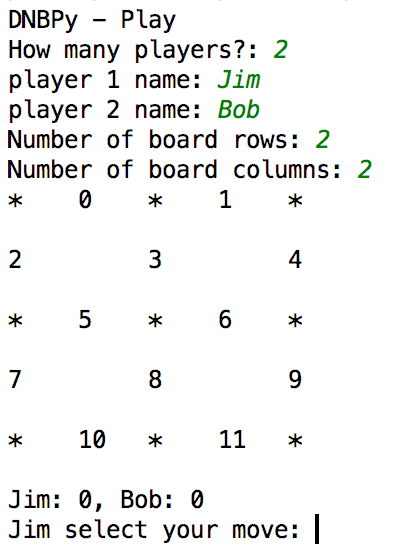 DNBPy - Play
How many players?: 2
player 1 name: Jim
player 2 name: Bob
Number of board rows: 2
Number of board columns: 2
*   0   *   1   *
2       3       4
*   5   *   6   *
7       8       9
*   10  *   11  *
Jim: 0, Bob: 0
Jim select your move: